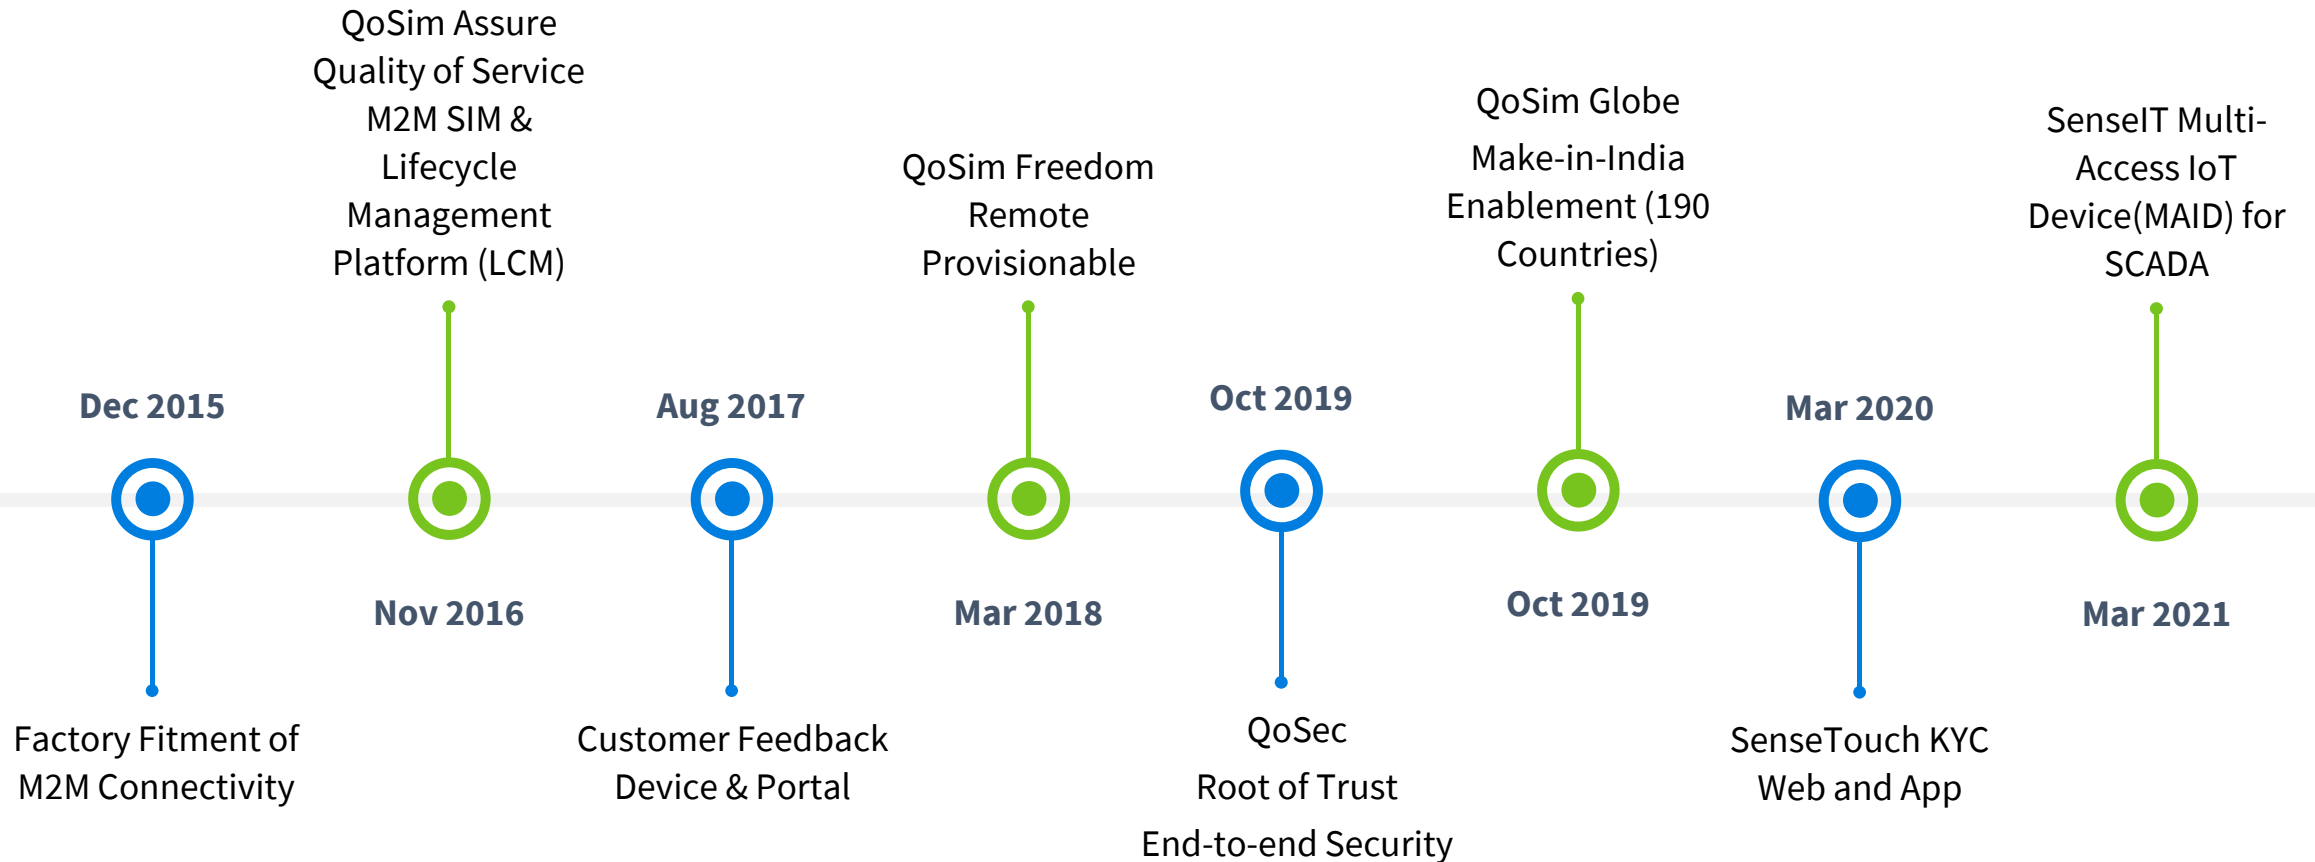 QoSim Assure
Quality of Service
M2M SIM &
Lifecycle
Management
Platform (LCM)
QoSim Freedom
Remote
Provisionable
QoSim Globe
Make-in-India
Enablement (190
Countries)
SenseIT Multi-
Access IoT
Device(MAID) for
SCADA
Dec 2015
Aug 2017
Oct 2019
Mar 2020
Nov 2016
Mar 2018
Oct 2019
Mar 2021
Factory Fitment of
M2M Connectivity
Customer Feedback
Device & Portal
QoSec
Root of Trust
End-to-end Security
SenseTouch KYC
Web and App